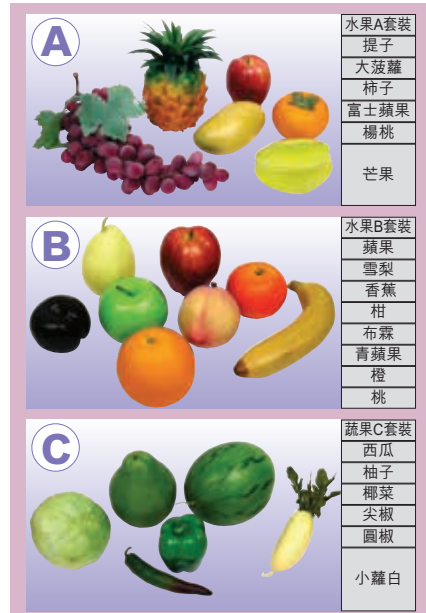 A
水果A套裝
提子
大菠蘿
柿子
富士蘋果
楊桃
芒果
B
水果B套裝
蘋果
雪梨
香蕉
柑
布霖
青蘋果
橙
桃
C
蔬果C套裝
西瓜
柚子
椰菜
尖椒
圓椒
小蘿白